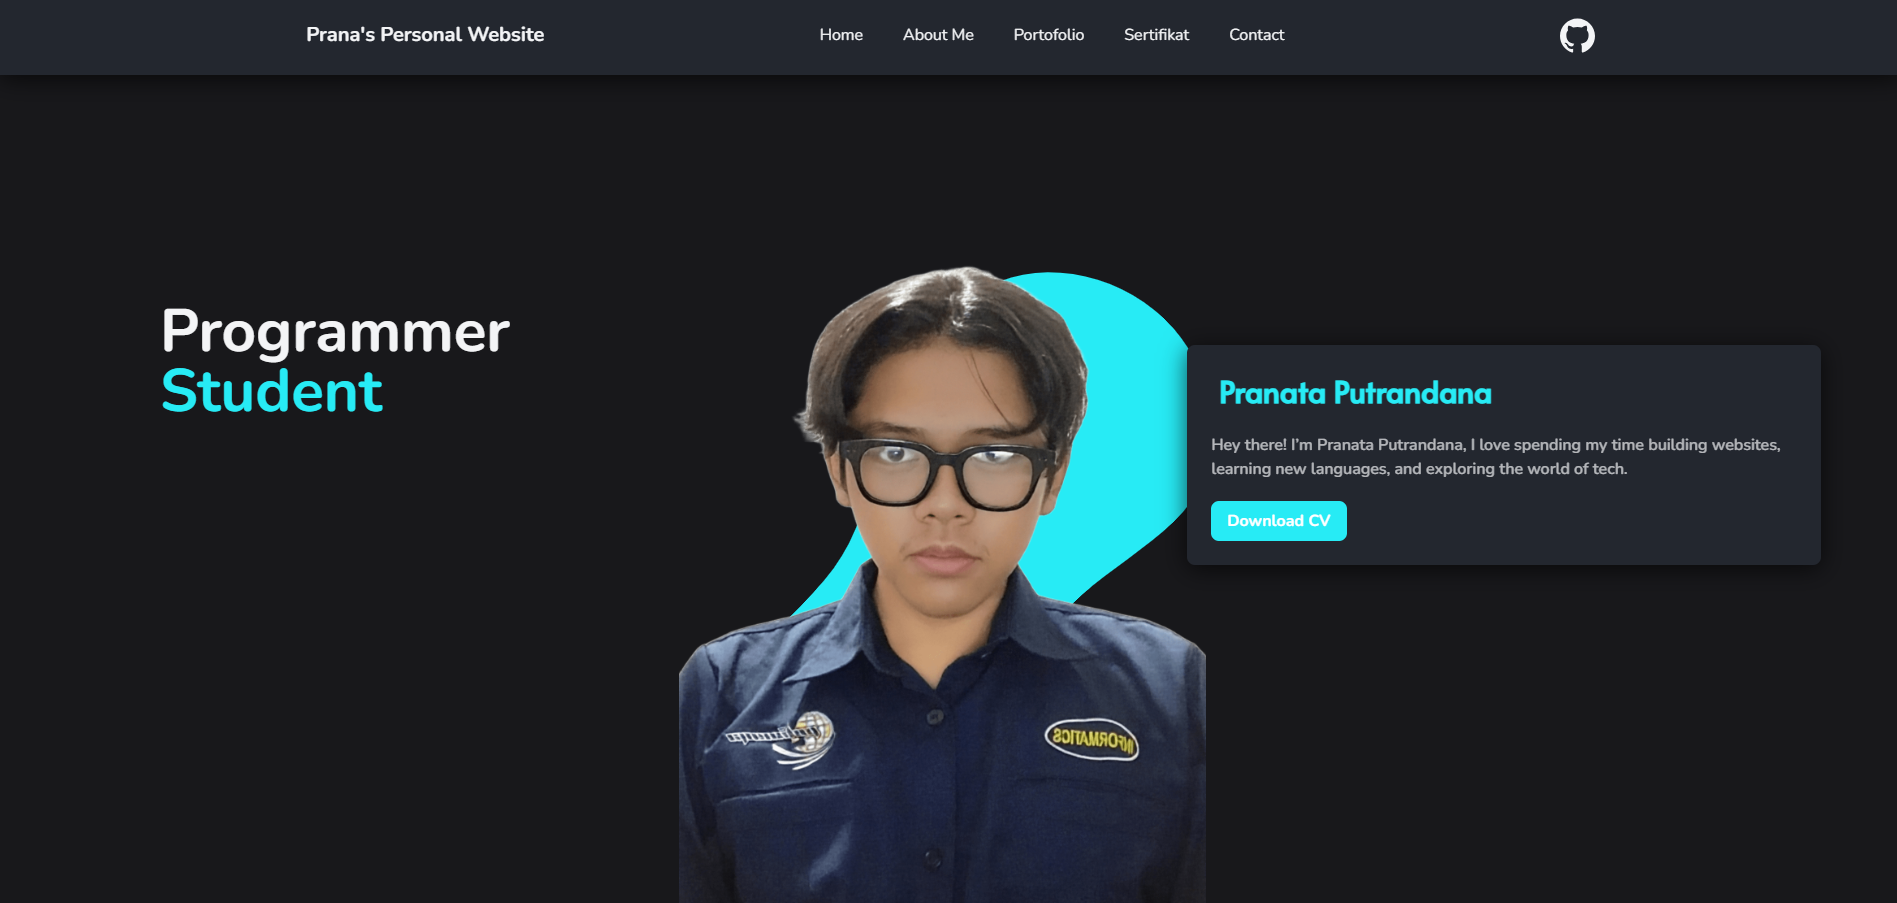 Prana's Personal Website
Home
About Me
Portofolio
Sertifikat
Contact
Programmer
Student
Pranata Putrandana
Hey there! I’m Pranata Putrandana, I love spending my time building websites,
learning new languages, and exploring the world of tech.
Download CV
INFORMATICS